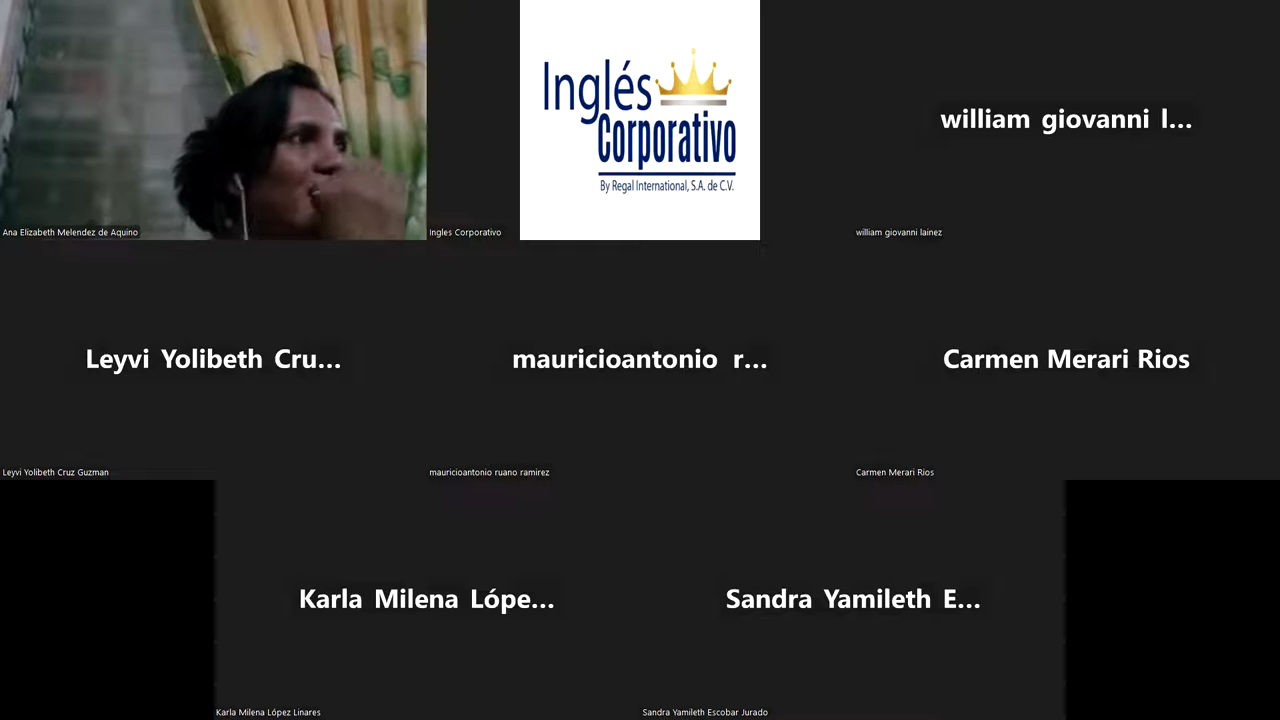 Inglés
Corporativo
By Regal International, S.A. de C.V.
william giovanni l...
Ana Elizabeth Melendez de Aquino
Ingles Corporativo
william giovanni lainez
Leyvi Yolibeth Cru...
mauricioantonio r...
Carmen Merari Rios
Leyvi Yolibeth Cruz Guzman
mauricioantonio ruano ramirez
Carmen Merari Rios
Karla Milena Lópe...
Sandra Yamileth E...
Karla Milena López Linares
Sandra Yamileth Escobar Jurado